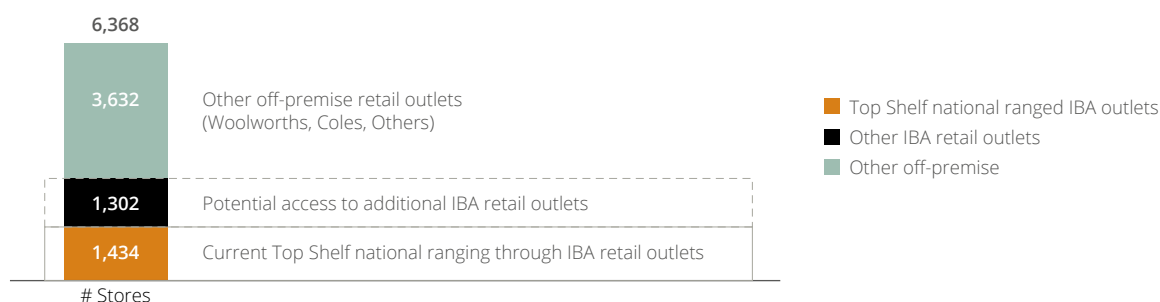 6,368
3,632
Other off-premise retail outlets
(Woolworths, Coles, Others)
1,302
Potential access to additional IBA retail outlets
1,434
Current Top Shelf national ranging through IBA retail outlets
# Stores
Top Shelf national ranged IBA outlets
Other IBA retail outlets
Other off-premise